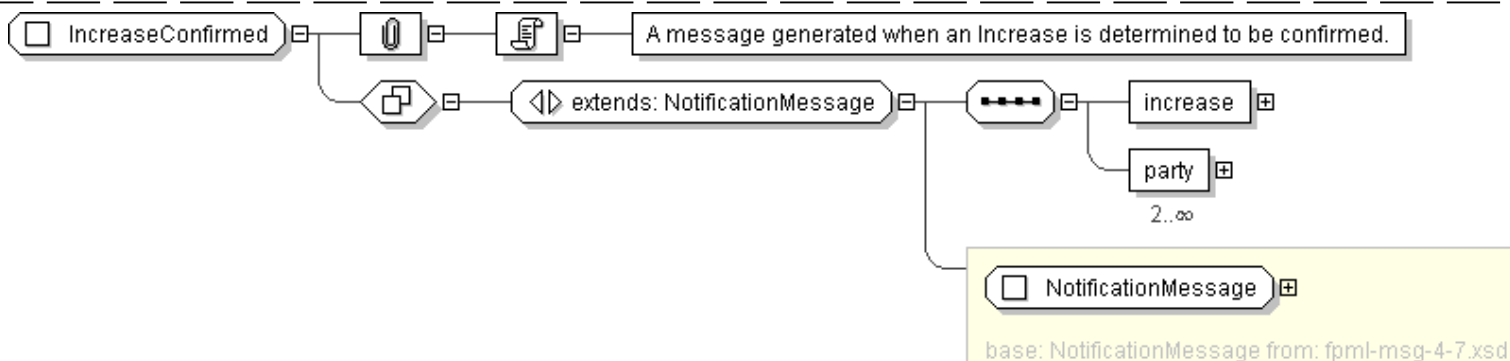 IncreaseConfirmed
A message generated when an Increase is determined to be confirmed.
extends: NotificationMessage
increase
party
2..∞
NotificationMessage
base: NotificationMessage from: fpml-msg-4-7.xsd